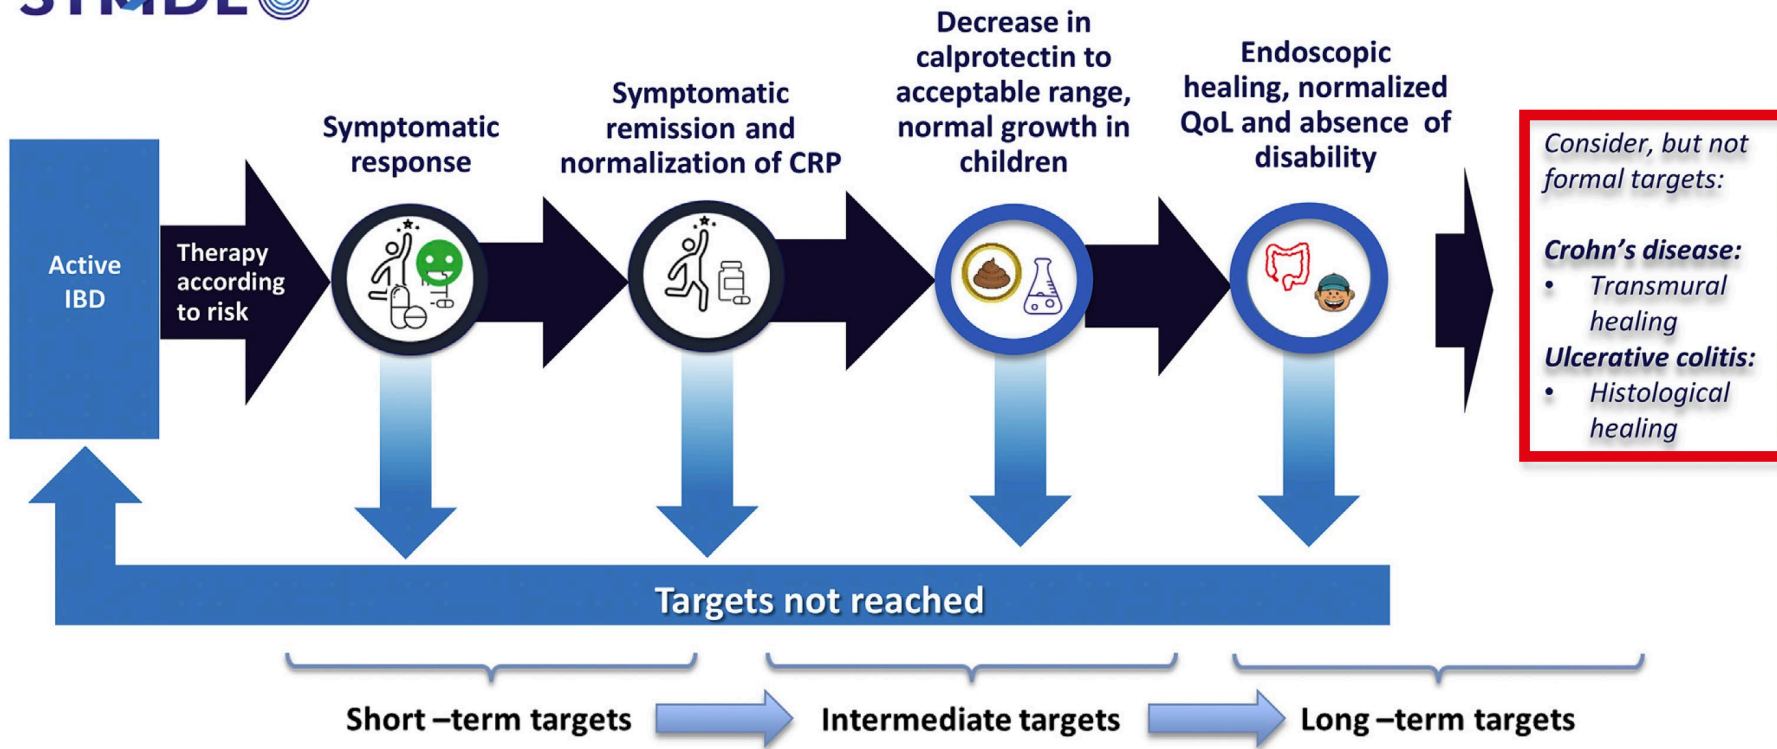 Active
IBD
Therapy
according
to risk
Symptomatic
response
Symptomatic
remission and
normalization of CRP
Decrease in
calprotectin to
acceptable range,
normal growth in
children
Endoscopic
healing, normalized
QoL and absence of
disability
Consider, but not
formal targets:
Crohn's disease:
• Transmural
healing
Ulcerative colitis:
• Histological
healing
Targets not reached
Short –term targets
Intermediate targets
Long –term targets